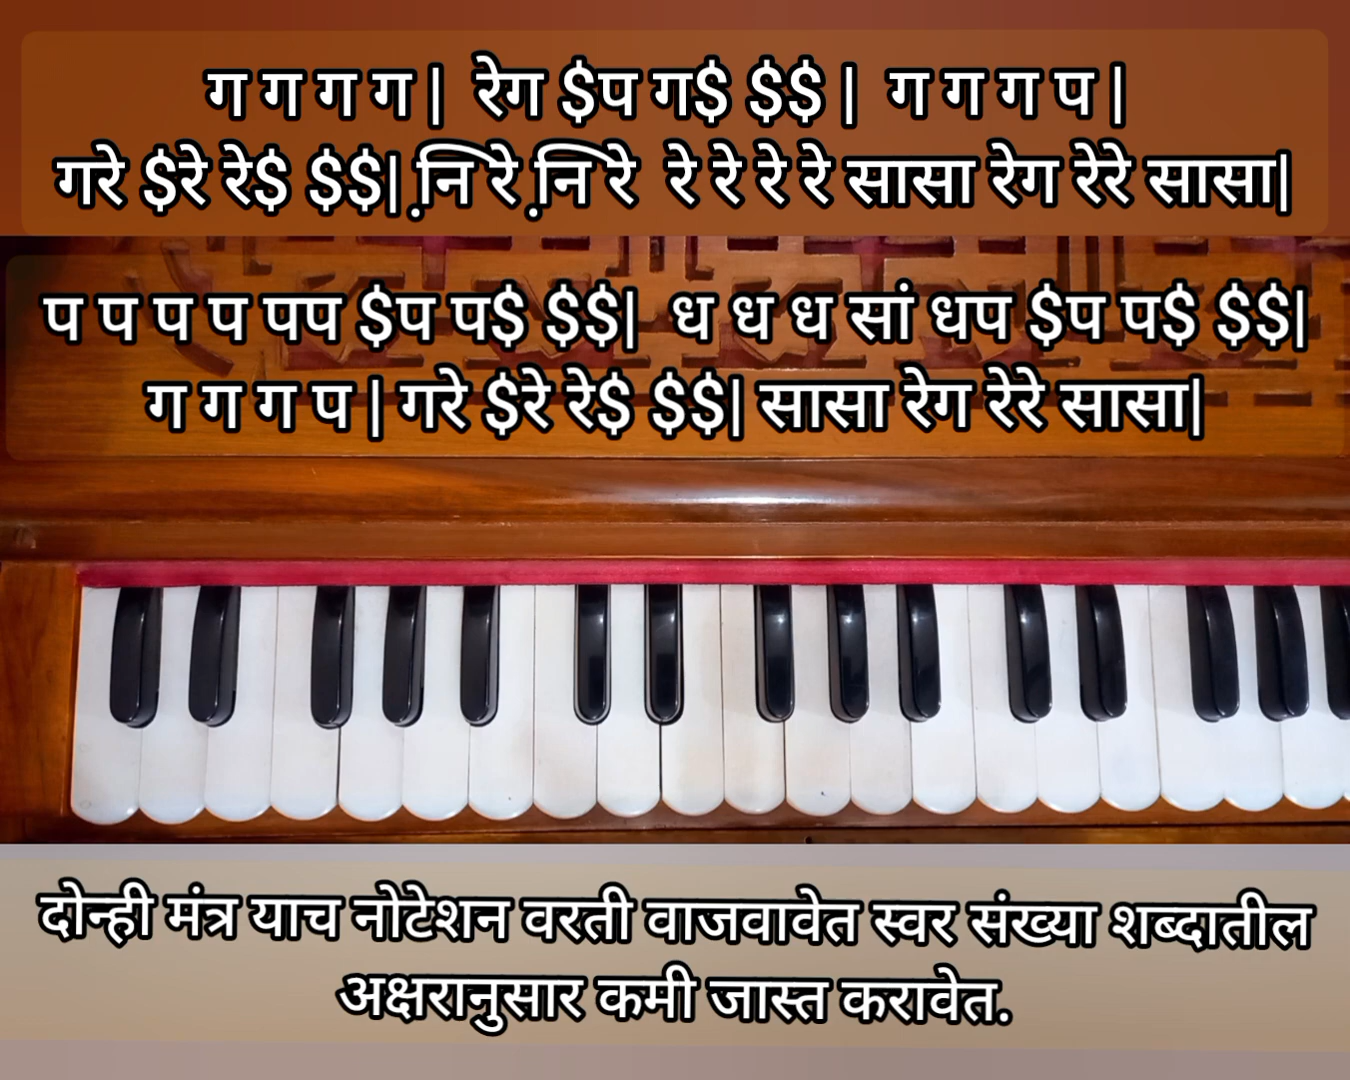 ग ग ग ग | रेग $प ग$ $$ | ग ग ग प |
गरे $रे रे$ $$| .नि रे .नि रे रे रे रे रे सासा रेग रेरे सासा|
प प प प पप $प प$ $$| ध ध ध सां धप $प प$ $$|
ग ग ग प | गरे $रे रे$ $$| सासा रेग रेरे सासा|
दोन्ही मंत्र याच नोटेशन वरती वाजवावेत स्वर संख्या शब्दातील
अक्षरानुसार कमी जास्त करावेत.